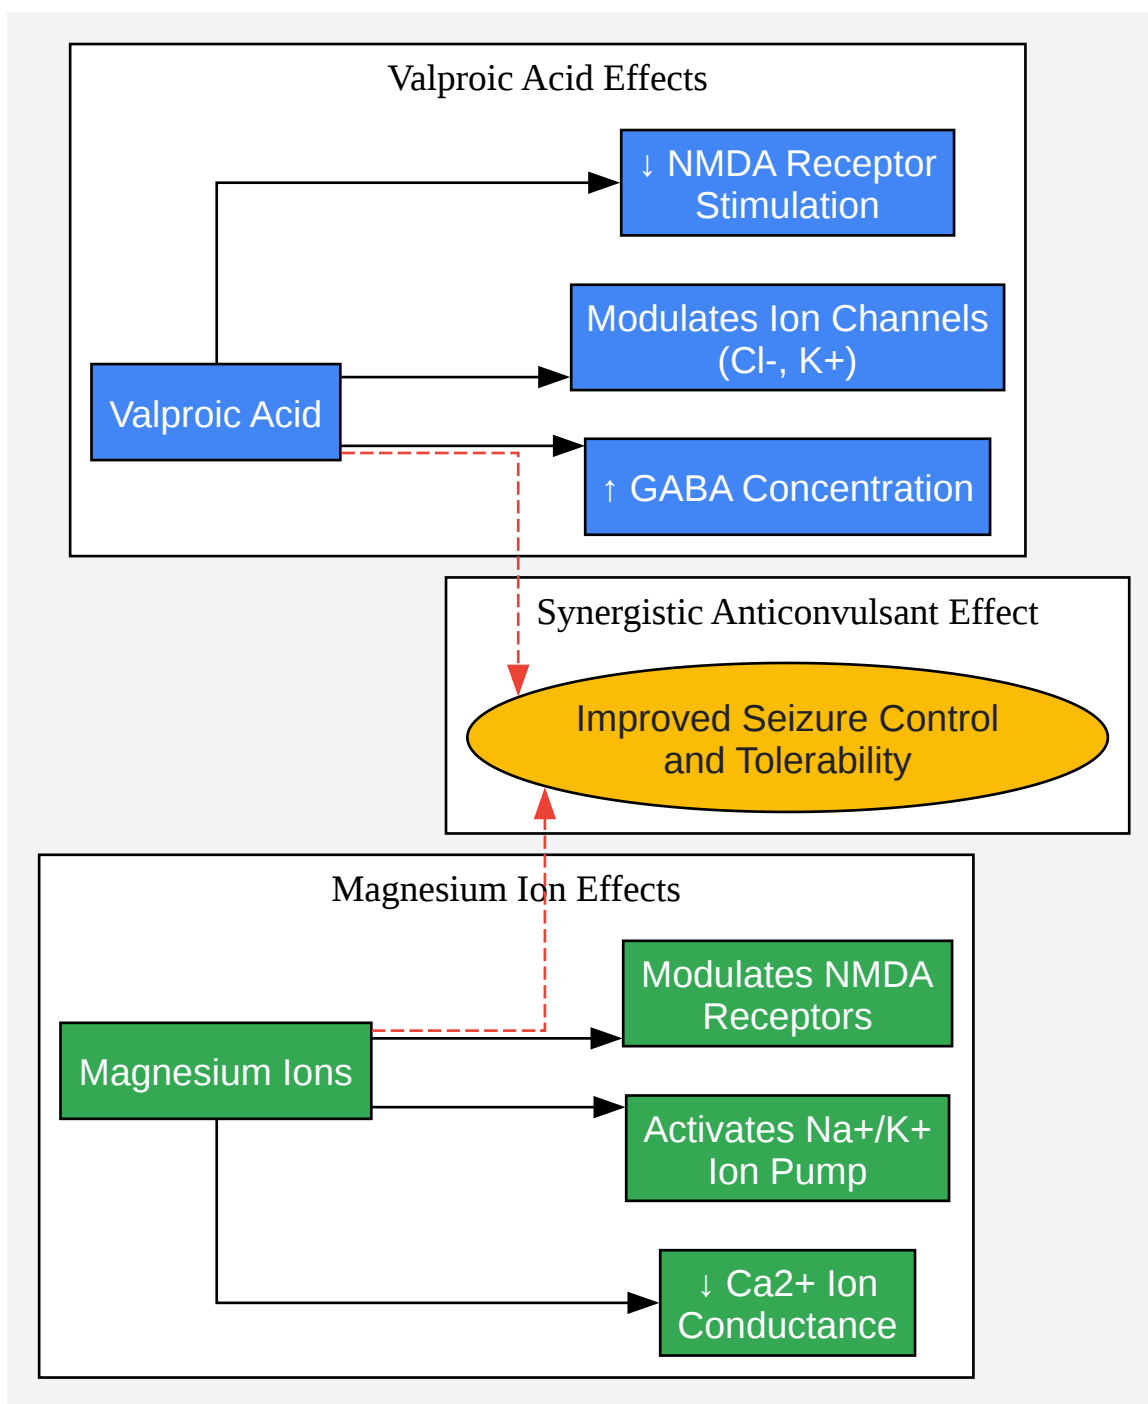 Valproic Acid Effects
↓ NMDA Receptor
Stimulation
Modulates Ion Channels
(Cl-, K+)
Valproic Acid
↑ GABA Concentration
Synergistic Anticonvulsant Effect
Improved Seizure Control
and Tolerability
Magnesium Ion Effects
Modulates NMDA
Receptors
Magnesium Ions
Activates Na+/K+
Ion Pump
↓ Ca2+ Ion
Conductance